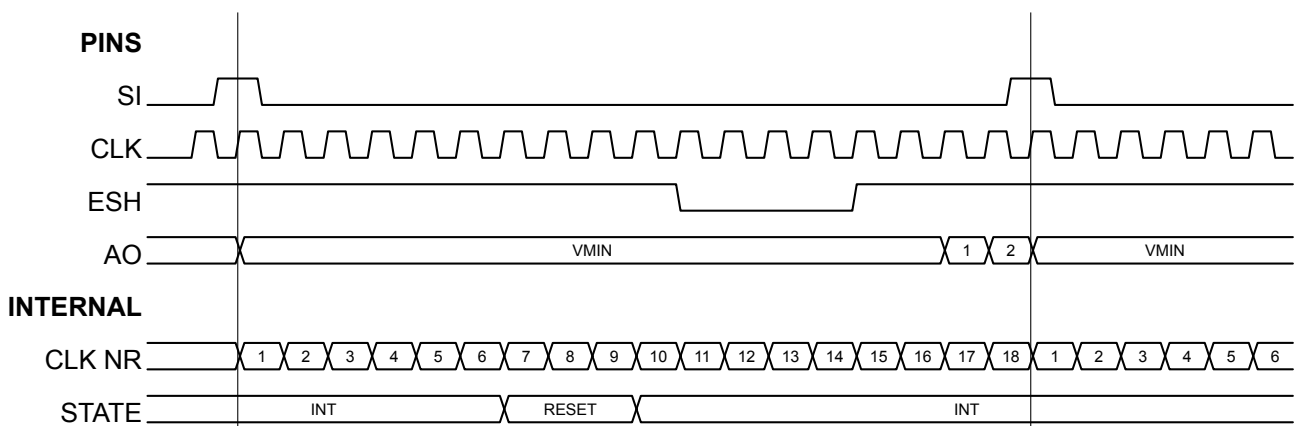 PINS
SI
CLK
ESH
AO VMIN 1 2 VMIN
INTERNAL
CLK NR 1 2 3 4 5 6 7 8 9 10 11 12 13 14 15 16 17 18 1 2 3 4 5 6
STATE INT RESET INT